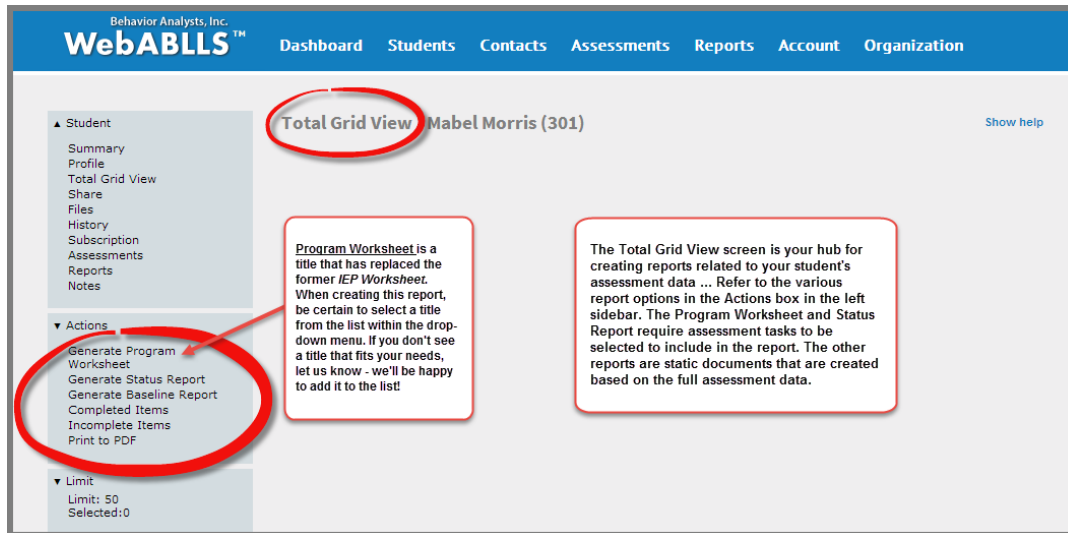 Behavior Analysts, Inc.
WebABLLS™
Dashboard Students Contacts Assessments Reports Account Organization
▲ Student
Summary
Profile
Total Grid View
Share
Files
History
Subscription
Assessments
Reports
Notes
▼ Actions
Generate Program
Worksheet
Generate Status Report
Generate Baseline Report
Completed Items
Incomplete Items
Print to PDF
▼ Limit
Limit: 50
Selected:0
Total Grid View Mabel Morris (301)
Show help
Program Worksheet is a
title that has replaced the
former IEP Worksheet.
When creating this report,
be certain to select a title
from the list within the drop-
down menu. If you don't see
a title that fits your needs,
let us know - we'll be happy
to add it to the list!
The Total Grid View screen is your hub for
creating reports related to your student's
assessment data ... Refer to the various
report options in the Actions box in the left
sidebar. The Program Worksheet and Status
Report require assessment tasks to be
selected to include in the report. The other
reports are static documents that are created
based on the full assessment data.